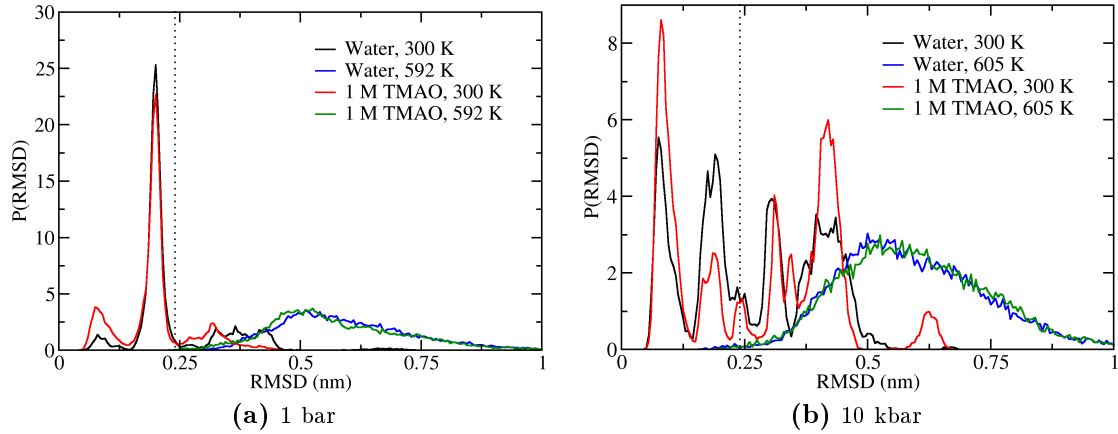 30
25
20
15
10
5
0
P(RMSD)
Water, 300 K
Water, 592 K
1 M TMAO, 300 K
1 M TMAO, 592 K
0 0.25 0.5 0.75 1
RMSD (nm)
(a) 1 bar
8
6
4
2
0
P(RMSD)
Water, 300 K
Water, 605 K
1 M TMAO, 300 K
1 M TMAO, 605 K
0 0.25 0.5 0.75 1
RMSD (nm)
(b) 10 kbar